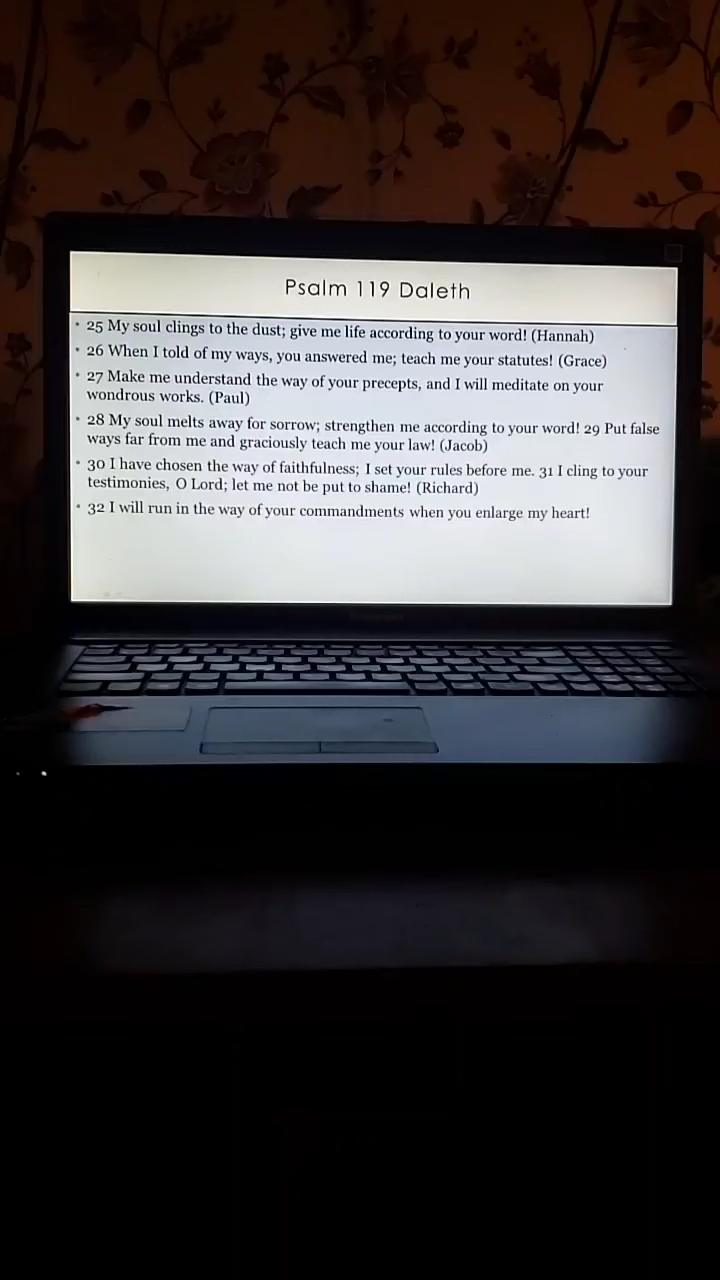 Psalm 119 Daleth
• 25 My soul clings to the dust; give me life according to your word! (Hannah)
• 26 When I told of my ways, you answered me; teach me your statutes! (Grace)
• 27 Make me understand the way of your precepts, and I will meditate on your
wondrous works. (Paul)
• 28 My soul melts away for sorrow; strengthen me according to your word! 29 Put false
ways far from me and graciously teach me your law! (Jacob)
• 30 I have chosen the way of faithfulness; I set your rules before me. 31 I cling to your
testimonies, O Lord; let me not be put to shame! (Richard)
• 32 I will run in the way of your commandments when you enlarge my heart!